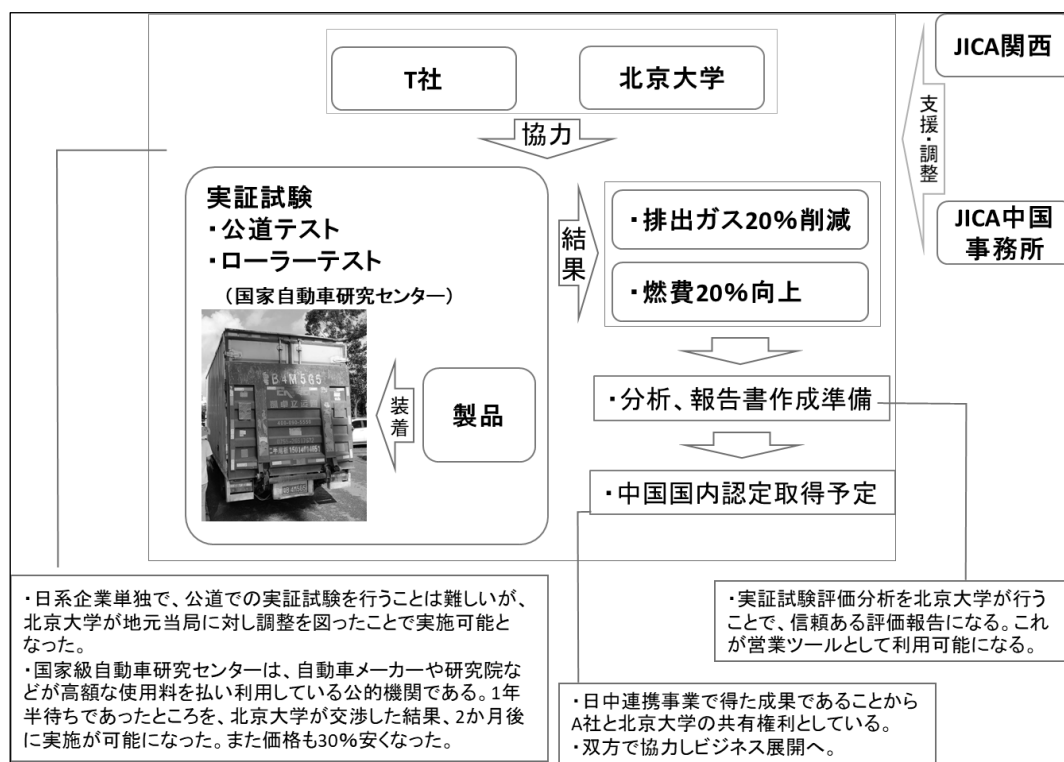 T社
北京大学
協力
JICA関西
支援・調整
JICA中国
事務所
実証試験
・公道テスト
・ローラーテスト
（国家自動車研究センター）
B4M565
装着
製品
結果
・排出ガス20％削減
・燃費20％向上
・分析、報告書作成準備
・中国国内認定取得予定
・日系企業単独で、公道での実証試験を行うことは難しいが、
北京大学が地元当局に対し調整を図ったことで実施可能と
なった。
・国家級自動車研究センターは、自動車メーカーや研究院な
どが高額な使用料を払い利用している公的機関である。1年
半待ちであったところを、北京大学が交渉した結果、2か月後
に実施が可能になった。また価格も30％安くなった。
・実証試験評価分析を北京大学が行う
ことで、信頼ある評価報告になる。これ
が営業ツールとして利用可能になる。
・日中連携事業で得た成果であることから
A社と北京大学の共有権利としている。
・双方で協力しビジネス展開へ。